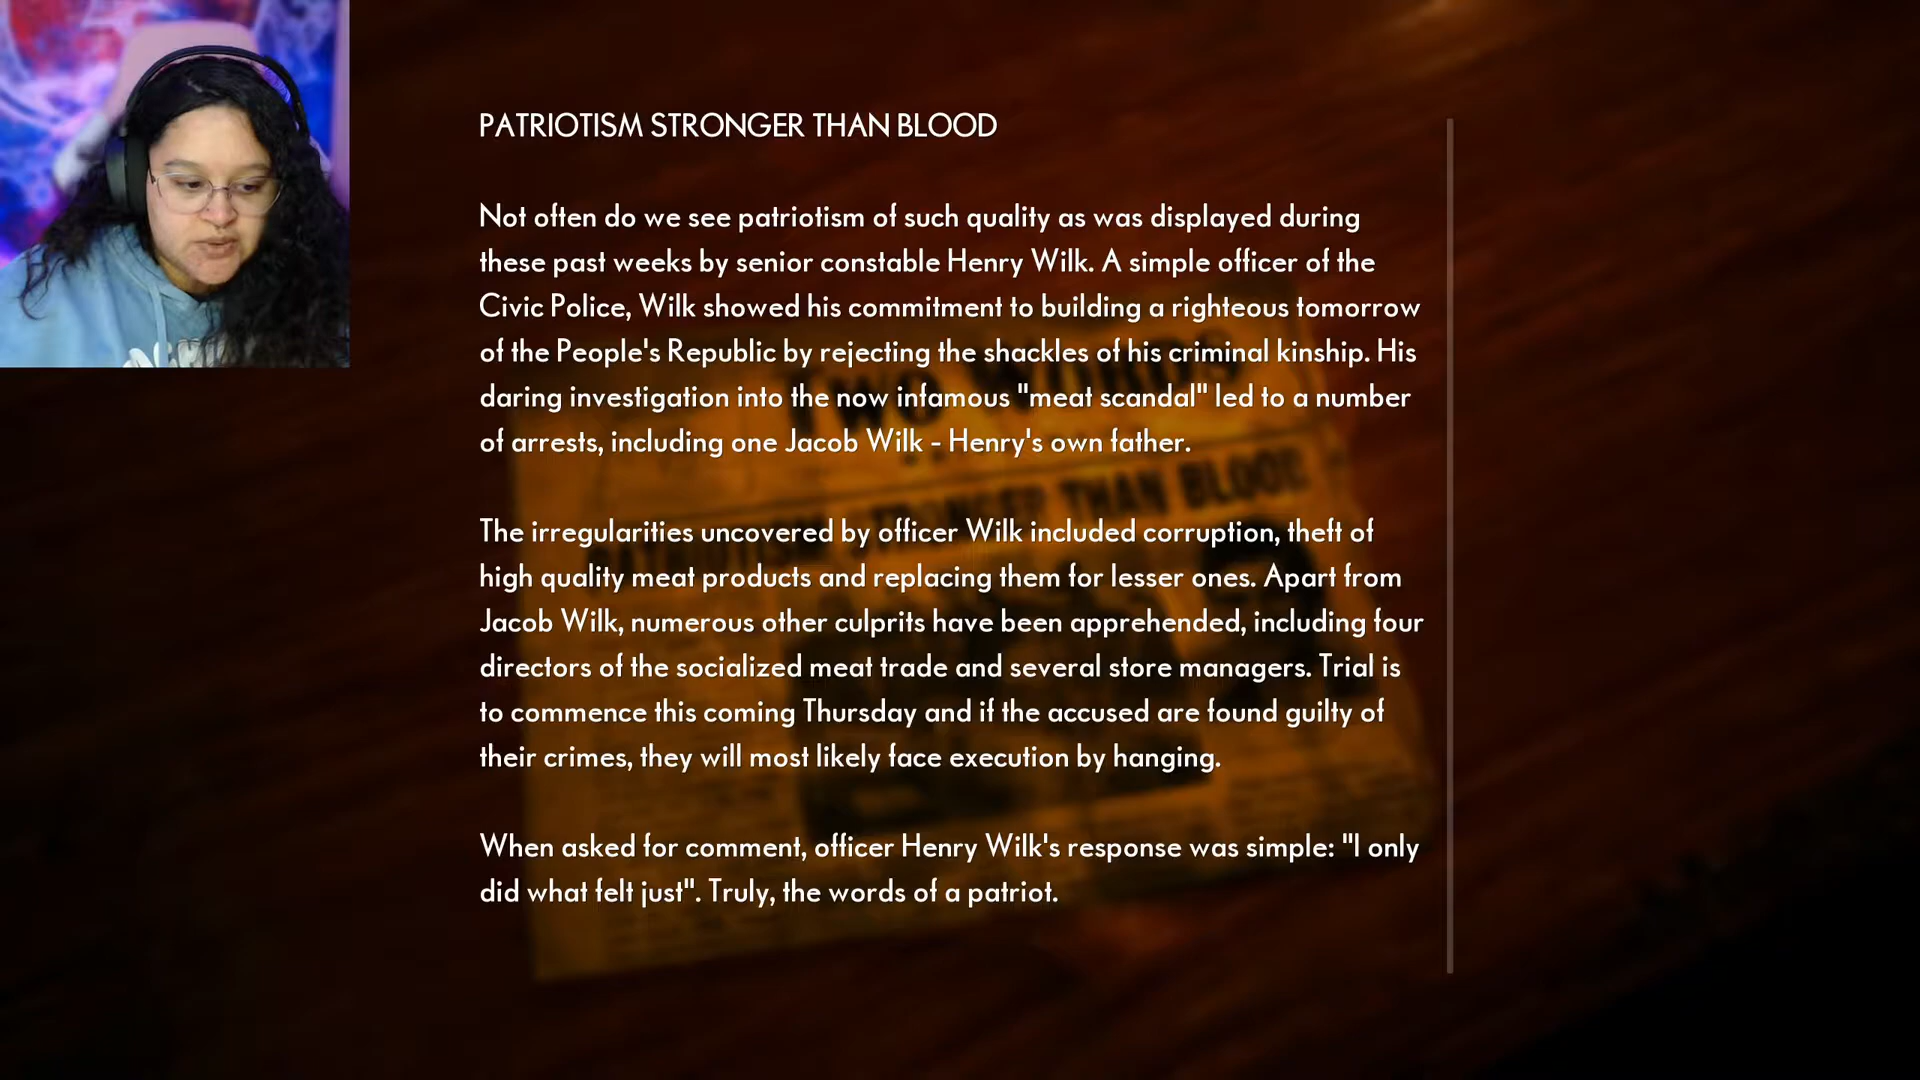 PATRIOTISM STRONGER THAN BLOOD
Not often do we see patriotism of such quality as was displayed during
these past weeks by senior constable Henry Wilk. A simple officer of the
Civic Police, Wilk showed his commitment to building a righteous tomorrow
of the People's Republic by rejecting the shackles of his criminal kinship. His
daring investigation into the now infamous "meat scandal" led to a number
of arrests, including one Jacob Wilk - Henry's own father.
The irregularities uncovered by officer Wilk included corruption, theft of
high quality meat products and replacing them for lesser ones. Apart from
Jacob Wilk, numerous other culprits have been apprehended, including four
directors of the socialized meat trade and several store managers. Trial is
to commence this coming Thursday and if the accused are found guilty of
their crimes, they will most likely face execution by hanging.
When asked for comment, officer Henry Wilk's response was simple: "I only
did what felt just". Truly, the words of a patriot.
PATRIOTISM STRONGER THAN BLOOD